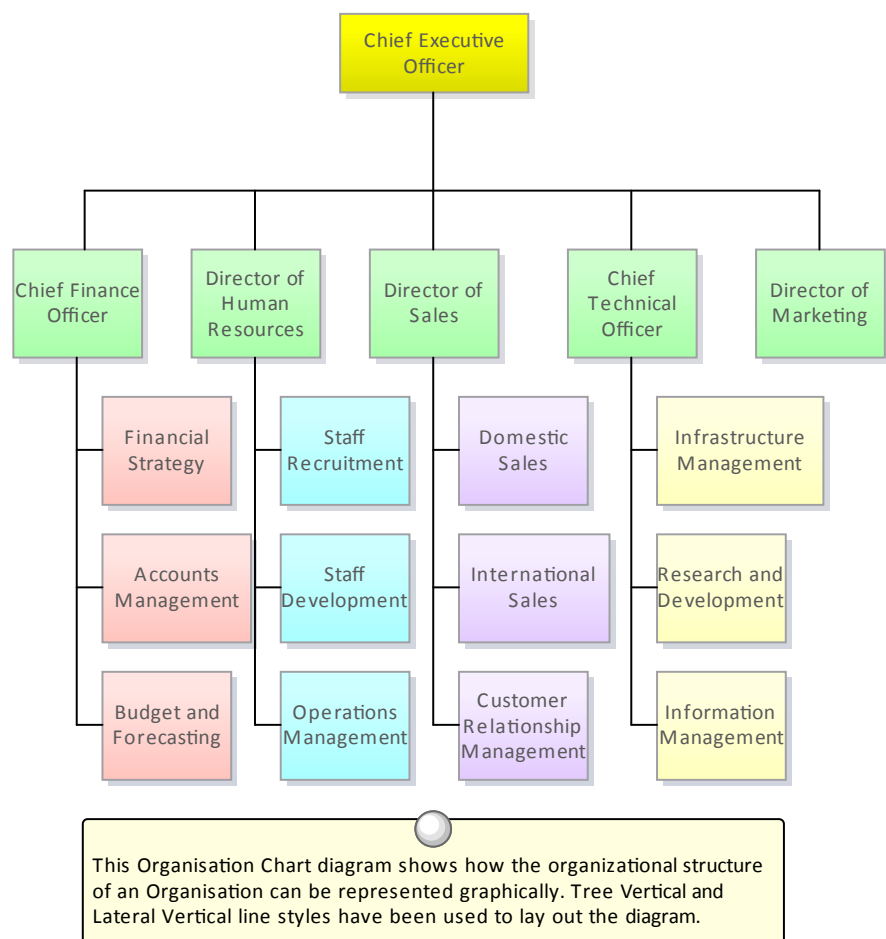 Chief Executive
Officer
Chief Finance
Officer
Director of
Human
Resources
Director of
Sales
Chief
Technical
Officer
Director of
Marketing
Financial
Strategy
Staff
Recruitment
Domestic
Sales
Infrastructure
Management
Accounts
Management
Staff
Development
International
Sales
Research and
Development
Budget and
Forecasting
Operations
Management
Customer
Relationship
Management
Information
Management
This Organisation Chart diagram shows how the organizational structure
of an Organisation can be represented graphically. Tree Vertical and
Lateral Vertical line styles have been used to lay out the diagram.